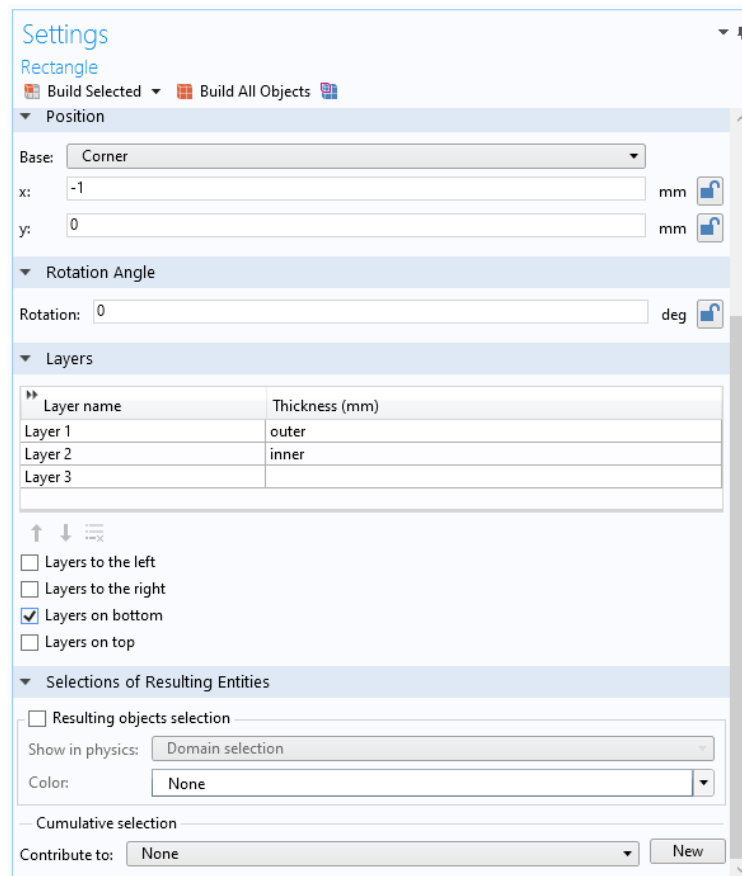 Settings
Rectangle
Build Selected Build All Objects
Position
Base: Corner
x: -1 mm
y: 0 mm
Rotation Angle
Rotation: 0 deg
Layers
Layer name Thickness (mm)
Layer 1 outer
Layer 2 inner
Layer 3
Layers to the left
Layers to the right
Layers on bottom
Layers on top
Selections of Resulting Entities
Resulting objects selection
Show in physics: Domain selection
Color: None
Cumulative selection
Contribute to: None New